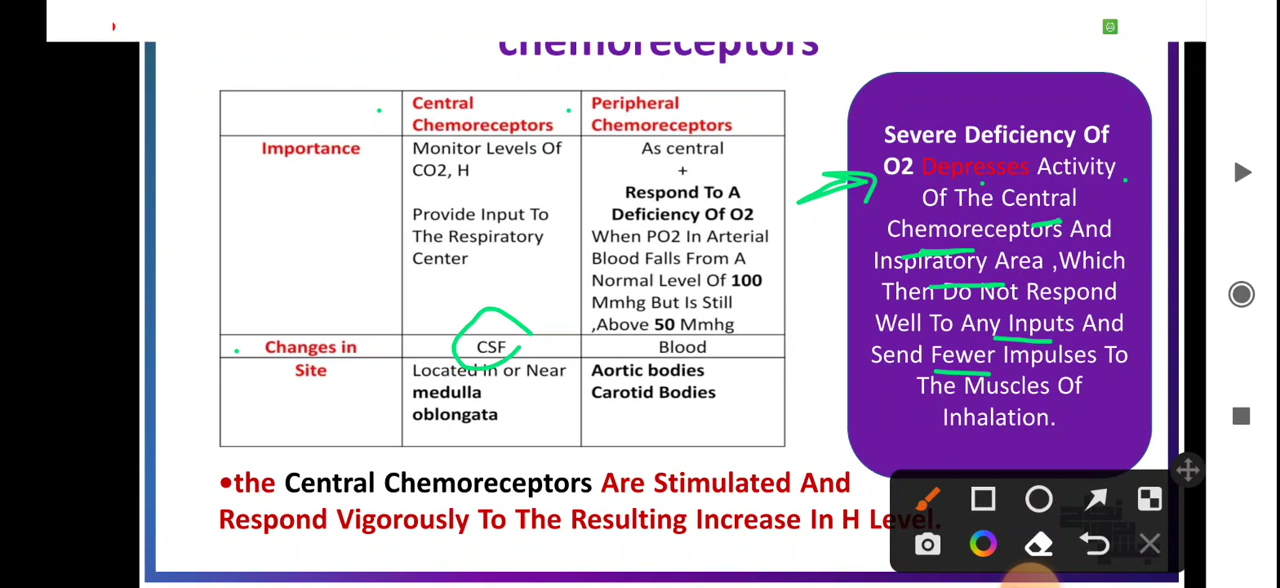 chemoreceptors
Central
Chemoreceptors
Peripheral
Chemoreceptors
Importance
Monitor Levels Of
CO2, H
Provide Input To
The Respiratory
Center
As central
+
Respond To A
Deficiency Of O2
When PO2 In Arterial
Blood Falls From A
Normal Level Of 100
Mmhg But Is Still
,Above 50 Mmhg
Changes in
CSF
Blood
Site
Located In or Near
medulla
oblongata
Aortic bodies
Carotid Bodies
Severe Deficiency Of
O2 Depresses Activity
Of The Central
Chemoreceptors And
Inspiratory Area ,Which
Then Do Not Respond
Well To Any Inputs And
Send Fewer Impulses To
The Muscles Of
Inhalation.
•the Central Chemoreceptors Are Stimulated And
Respond Vigorously To The Resulting Increase In H Level.